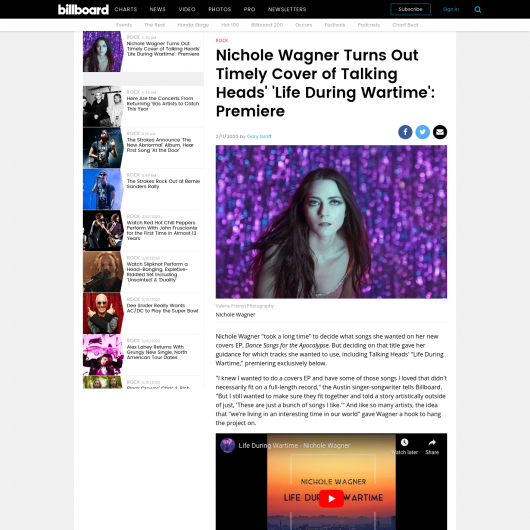 billboard
CHARTS NEWS VIDEO PHOTOS PRO NEWSLETTERS
Subscribe Sign In
Events The Beat Honda Stage Hot 100 Billboard 200 Oscars Festivals Podcasts Chart Beat
ROCK
Nichole Wagner Turns Out
Timely Cover of Talking Heads'
'Life During Wartime': Premiere
ROCK
Here Are the Concerts From
Returning '90s Artists to Catch
This Year
ROCK
The Strokes Announce 'The
New Abnormal' Album, Hear
First Song 'At the Door'
ROCK
The Strokes Rock Out at Bernie
Sanders Rally
ROCK
Watch Red Hot Chili Peppers
Perform With John Frusciante
for the First Time in Almost 13
Years
ROCK
Watch Slipknot Perform a
Head-Banging, Expletive-
Riddled Set Including
'Unsainted' & 'Duality'
ROCK
Dee Snider Really Wants
AC/DC to Play the Super Bowl
ROCK
Alex Lahey Returns With
Grungy New Single, North
American Tour Dates
ROCK
ROCK
Nichole Wagner Turns Out
Timely Cover of Talking
Heads' 'Life During Wartime':
Premiere
2/11/2020 by Gary Graff
Valerie Fremin Photography
Nichole Wagner
Nichole Wagner "took a long time" to decide what songs she wanted on her new
covers EP, Dance Songs for the Apocalypse. But deciding on that title gave her
guidance for which tracks she wanted to use, including Talking Heads' "Life During
Wartime," premiering exclusively below.
"I knew I wanted to do a covers EP and have some of those songs I loved that didn't
necessarily fit on a full-length record," the Austin singer-songwriter tells Billboard.
"But I still wanted to make sure they fit together and told a story artistically outside
of just, 'These are just a bunch of songs I like.'" And like so many artists, the idea
that "we're living in an interesting time in our world" gave Wagner a hook to hang
the project on.
Life During Wartime - Nichole Wagner
Watch later Share
NICHOLE WAGNER
LIFE DURING WARTIME